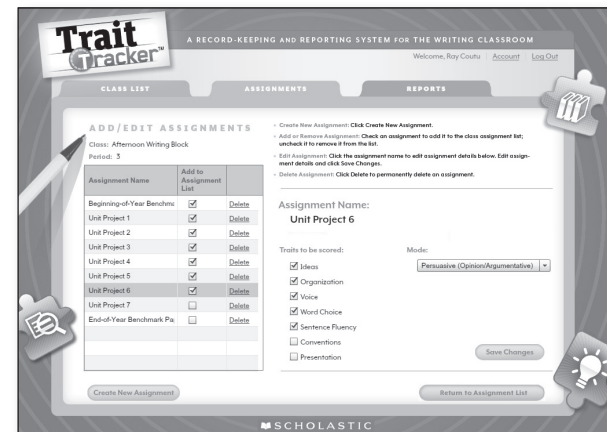 Trait
Tracker™
A RECORD-KEEPING AND REPORTING SYSTEM FOR THE WRITING CLASSROOM
Welcome, Ray Coutu | Account | Log Out
CLASS LIST
ASSIGNMENTS
REPORTS
ADD/EDIT ASSIGNMENTS
Class: Afternoon Writing Block
Period: 3
Assignment Name
Add to
Assignment
List
Beginning-of-Year Benchma
Delete
Unit Project 1
Delete
Unit Project 2
Delete
Unit Project 3
Delete
Unit Project 4
Delete
Unit Project 5
Delete
Unit Project 6
Delete
Unit Project 7
Delete
End-of-Year Benchmark Pa
Delete
Create New Assignment
Create New Assignment: Click Create New Assignment.
Add or Remove Assignment: Check an assignment to add it to the class assignment list;
uncheck it to remove it from the list.
Edit Assignment: Click the assignment name to edit assignment details below. Edit assign-
ment details and click Save Changes.
Delete Assignment: Click Delete to permanently delete an assignment.
Assignment Name:
Unit Project 6
Traits to be scored:
Ideas
Organization
Voice
Word Choice
Sentence Fluency
Conventions
Presentation
Mode:
Persuasive (Opinion/Argumentative)
Save Changes
Return to Assignment List
SCHOLASTIC